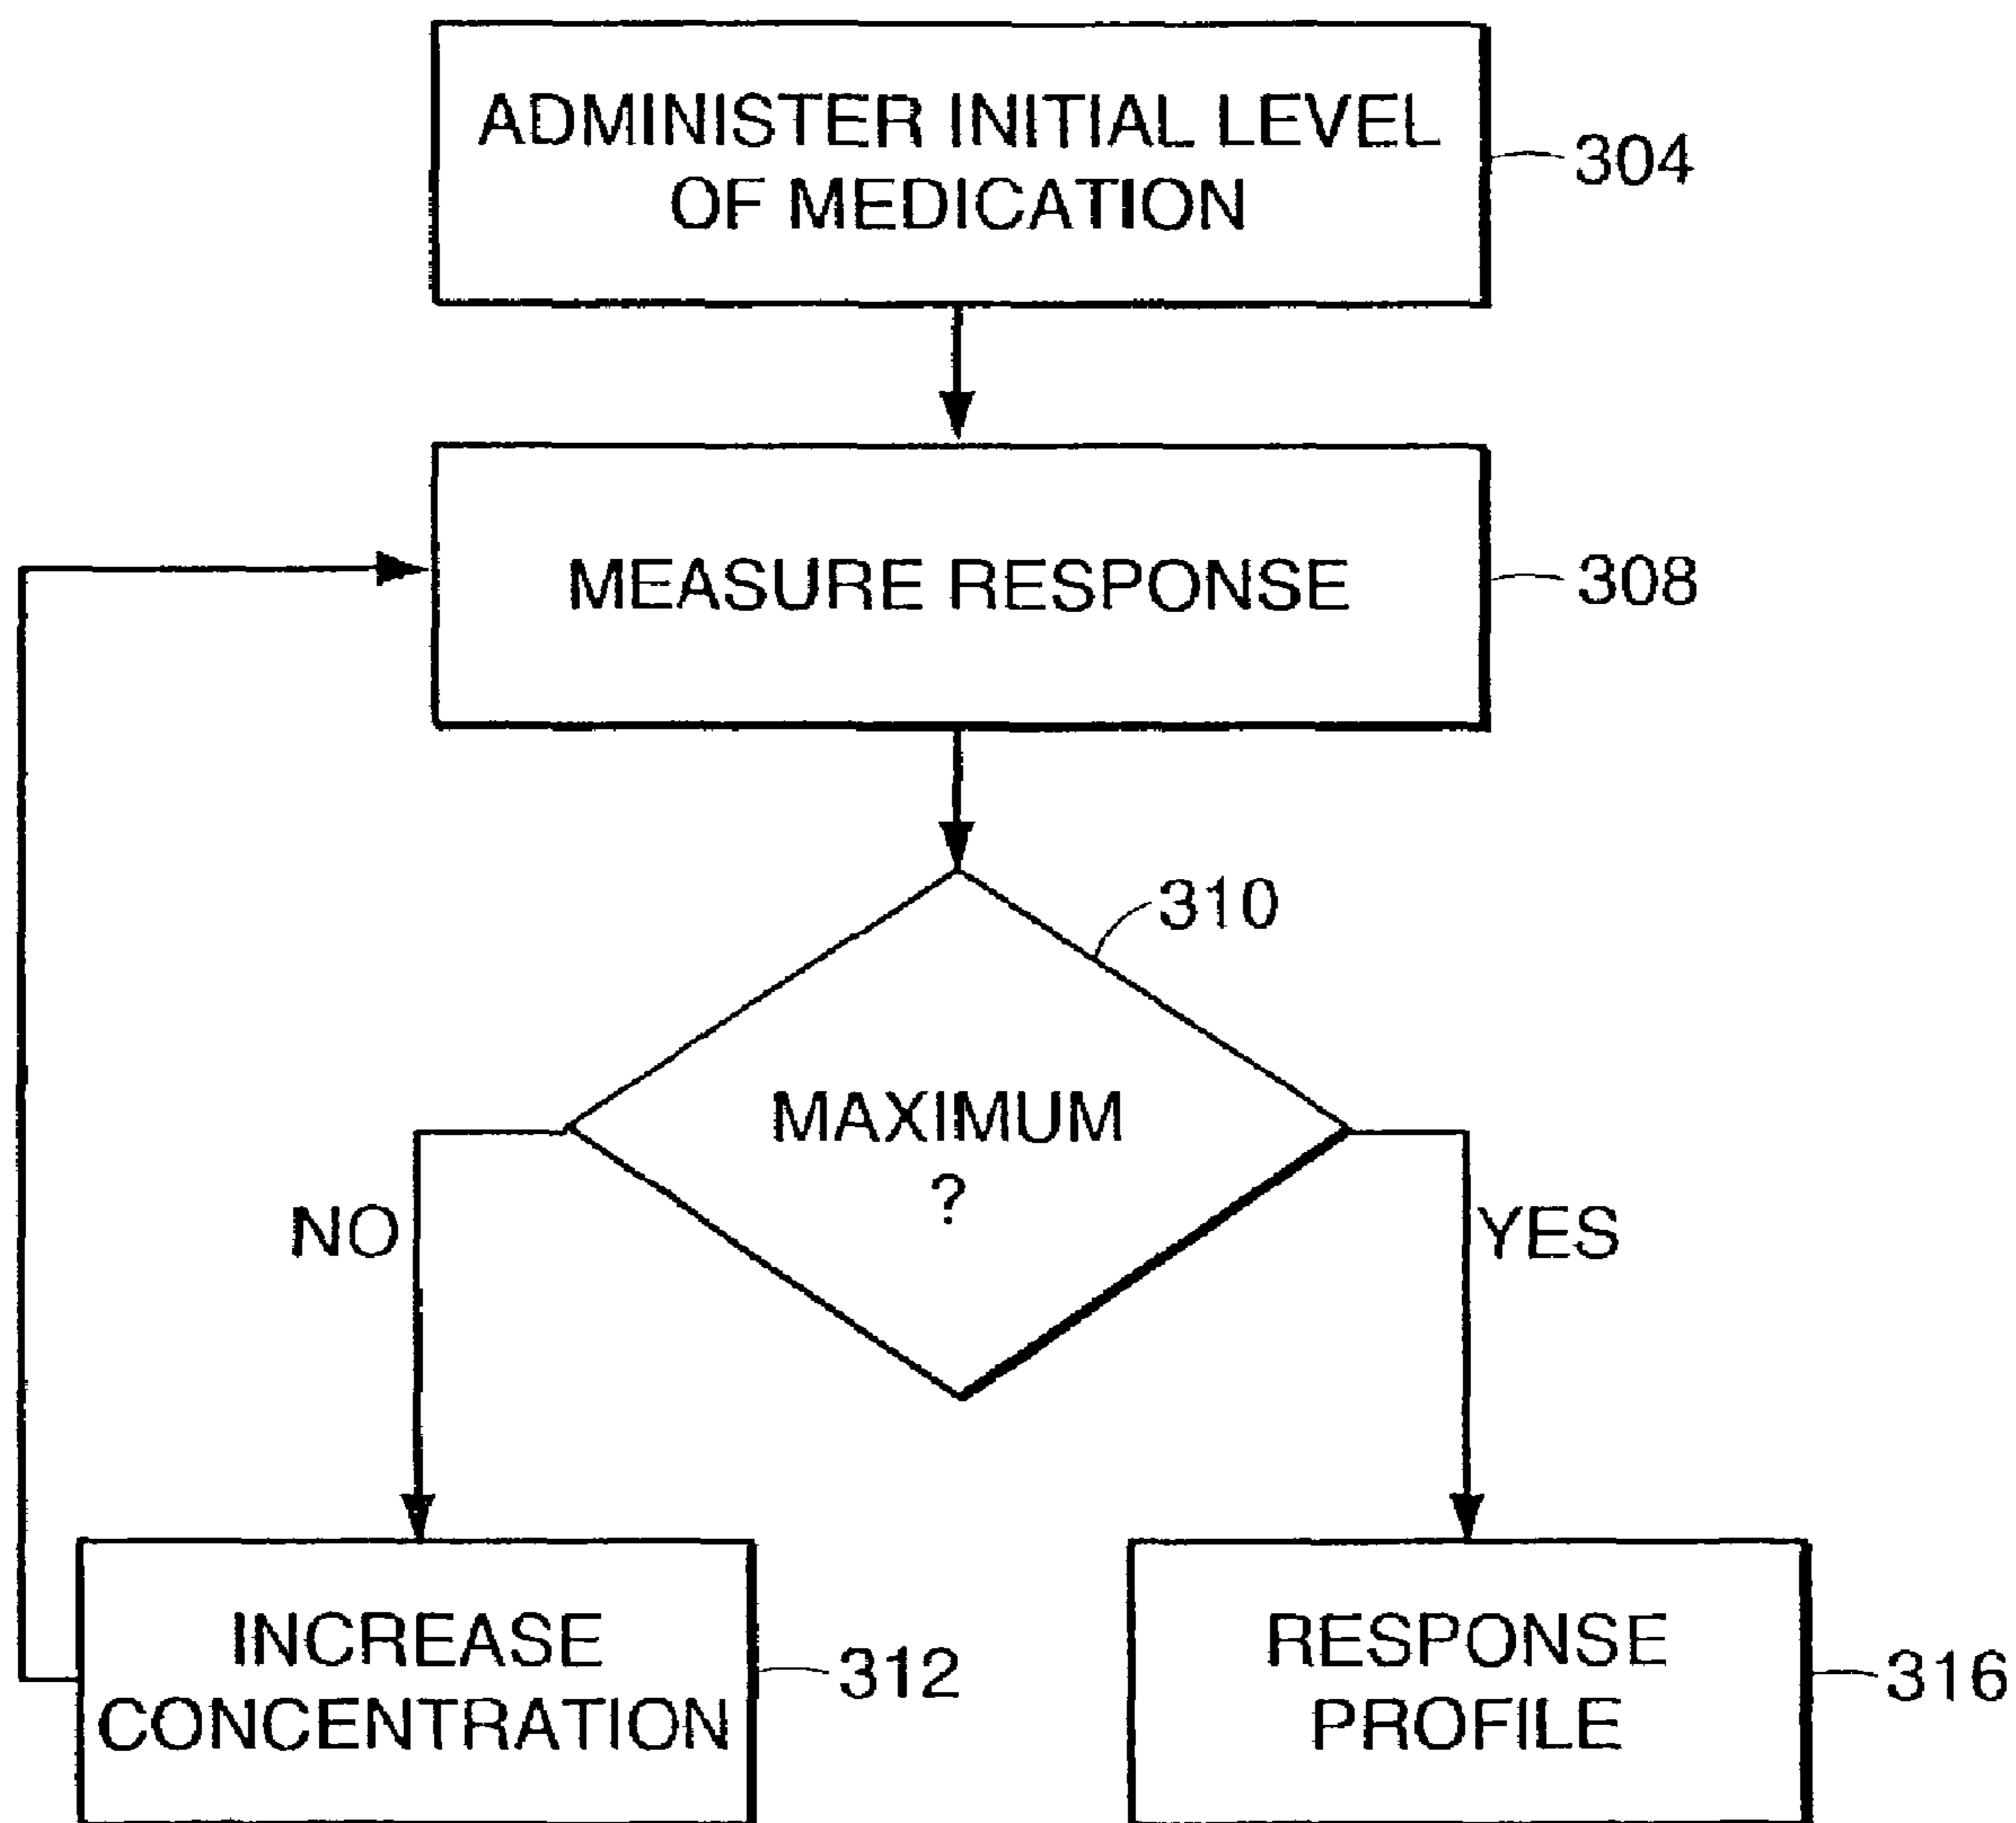 ADMINISTER INITIAL LEVEL
OF MEDICATION
304
MEASURE RESPONSE
308
310
MAXIMUM
?
NO
YES
INCREASE
CONCENTRATION
312
RESPONSE
PROFILE
316